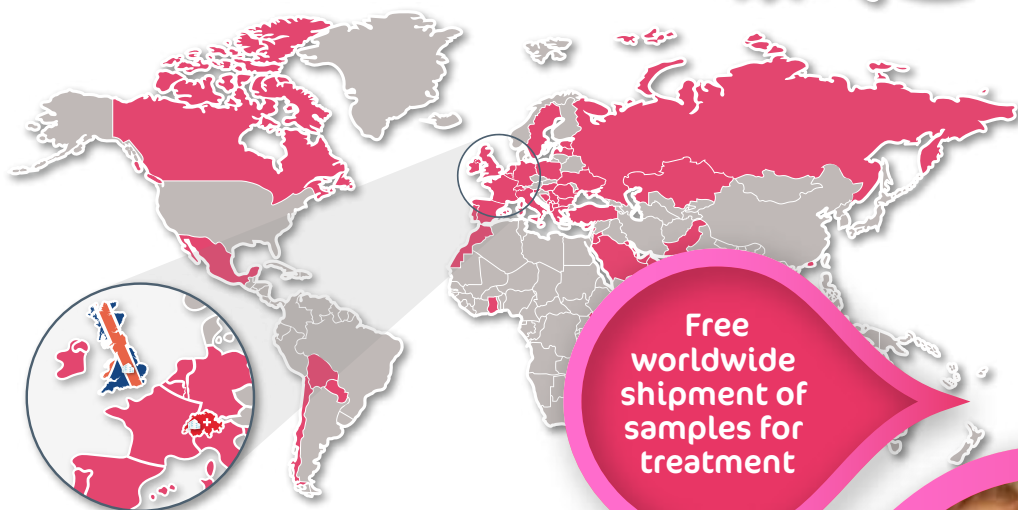 Free
worldwide
shipment of
samples for
treatment